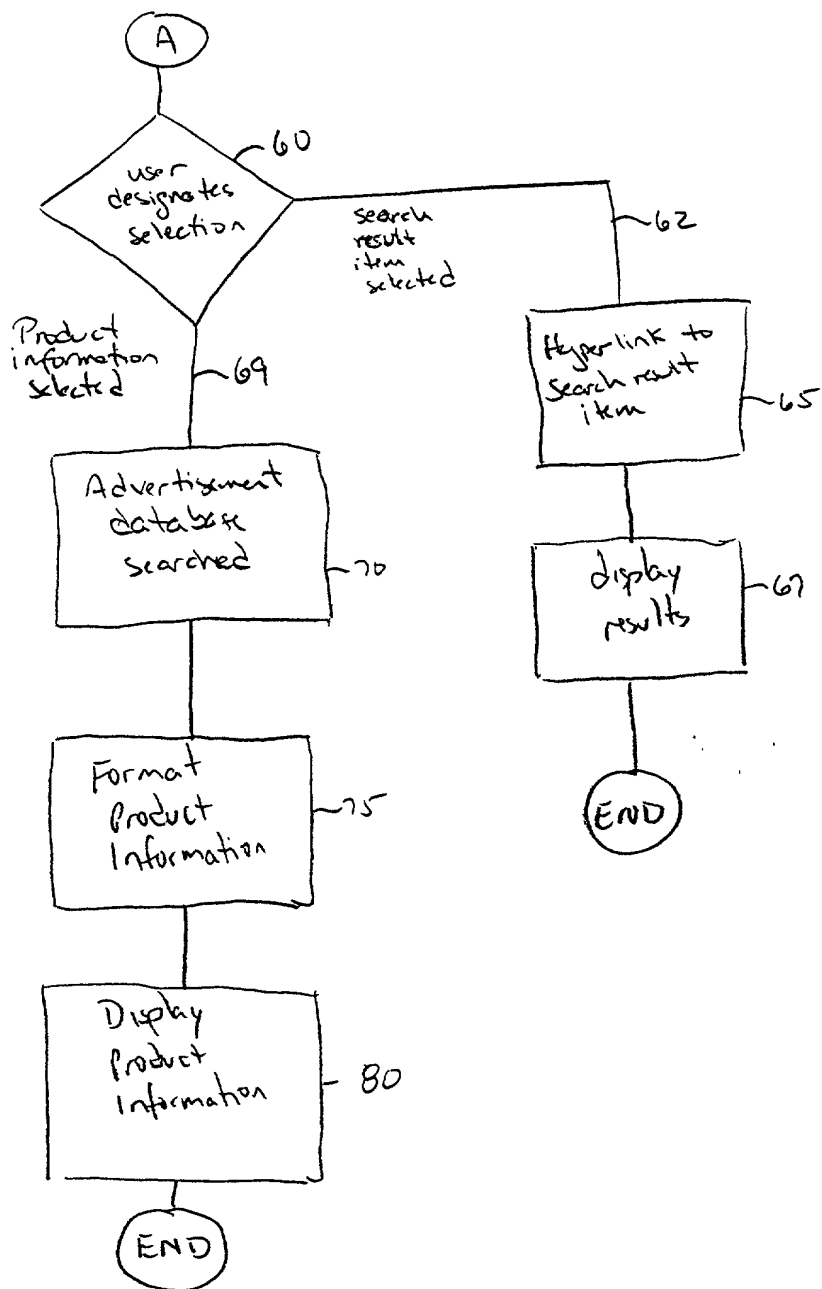 A
60
user
designates
selection
search
result
item
selected
62
Product
information
selected
69
Hyperlink to
search result
item
65
Advertisement
database
searched
70
display
results
67
Format
Product
Information
75
END
Display
Product
Information
80
END